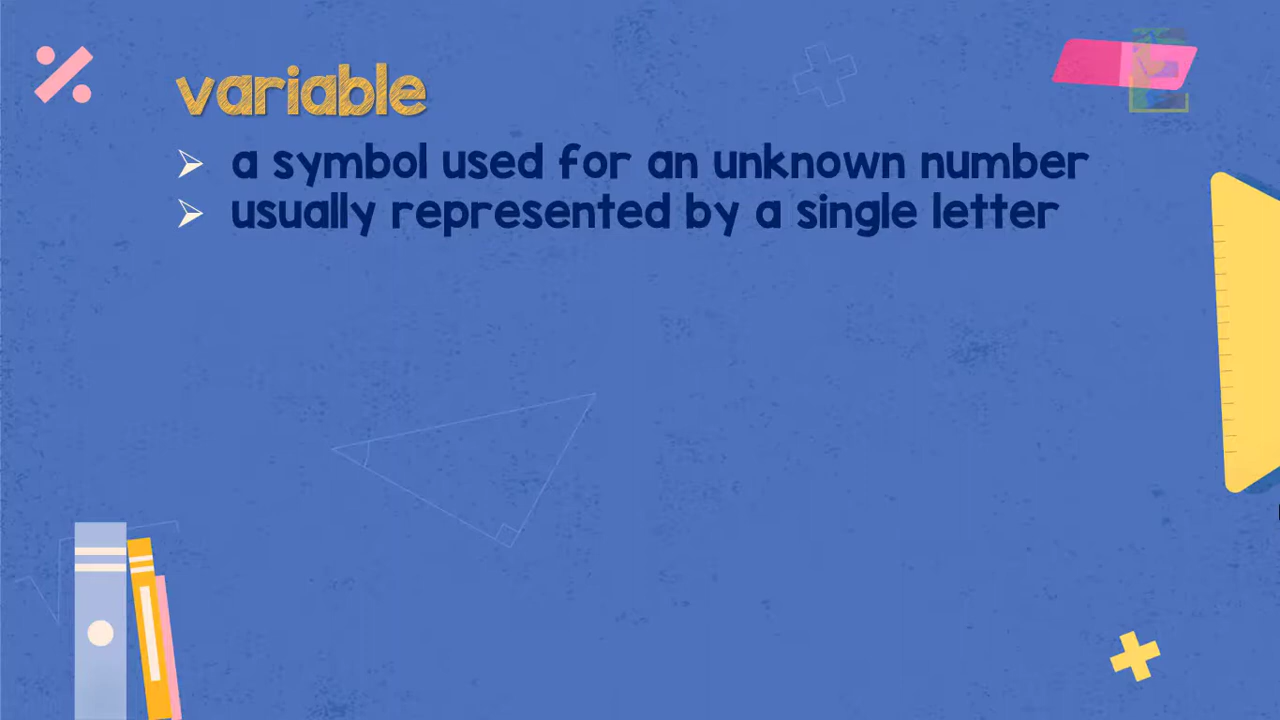 variable
a symbol used for an unknown number
usually represented by a single letter